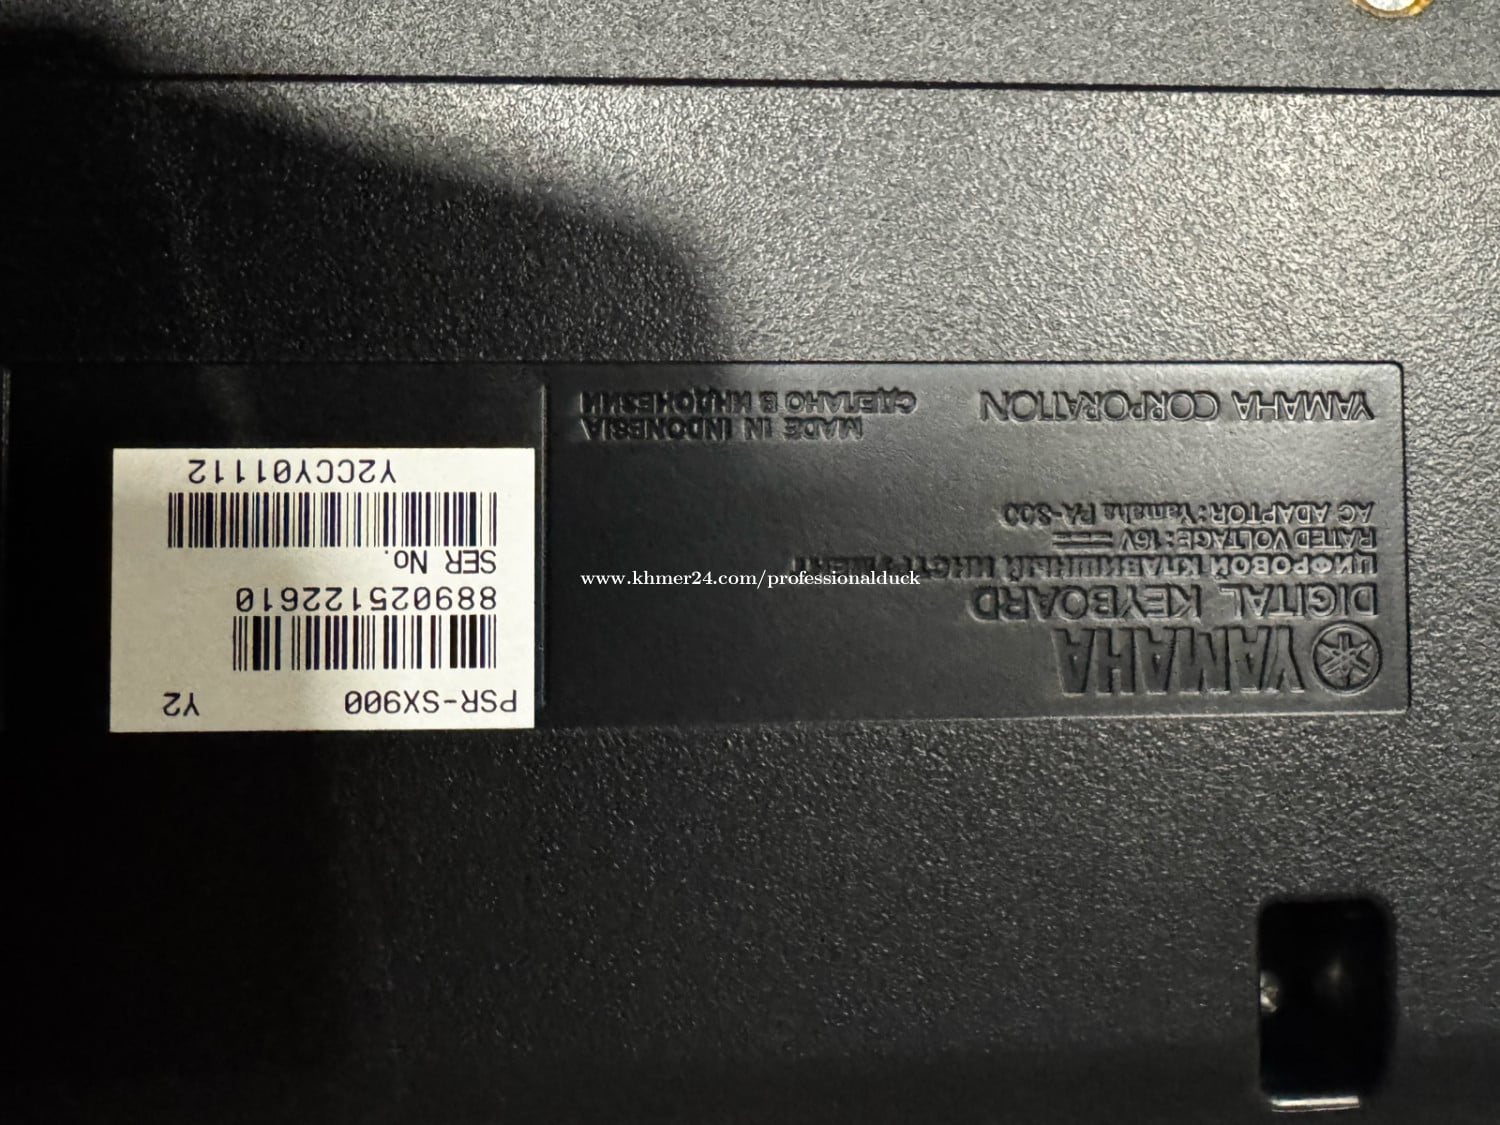 PSR-SX900 Y2
889025122610
SER No.
Y2CCY01112
YAMAHA
DIGITAL KEYBOARD
ЦИФРОВОЙ КЛАВИШНЫЙ ИНСТРУМЕНТ
RATED VOLTAGE: 16V
AC ADAPTOR: Yamaha PA-300
MADE IN INDONESIA
СДЕЛАНО В ИНДОНЕЗИИ
YAMAHA CORPORATION
www.khmer24.com/professionalduck